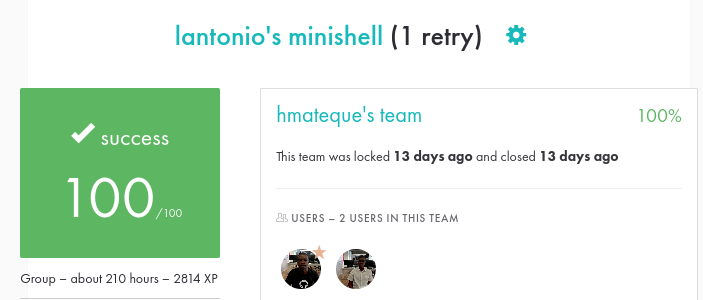 lantonio's minishell (1 retry)
success
100/100
Group – about 210 hours – 2814 XP
hmateque's team
100%
This team was locked 13 days ago and closed 13 days ago
USERS – 2 USERS IN THIS TEAM